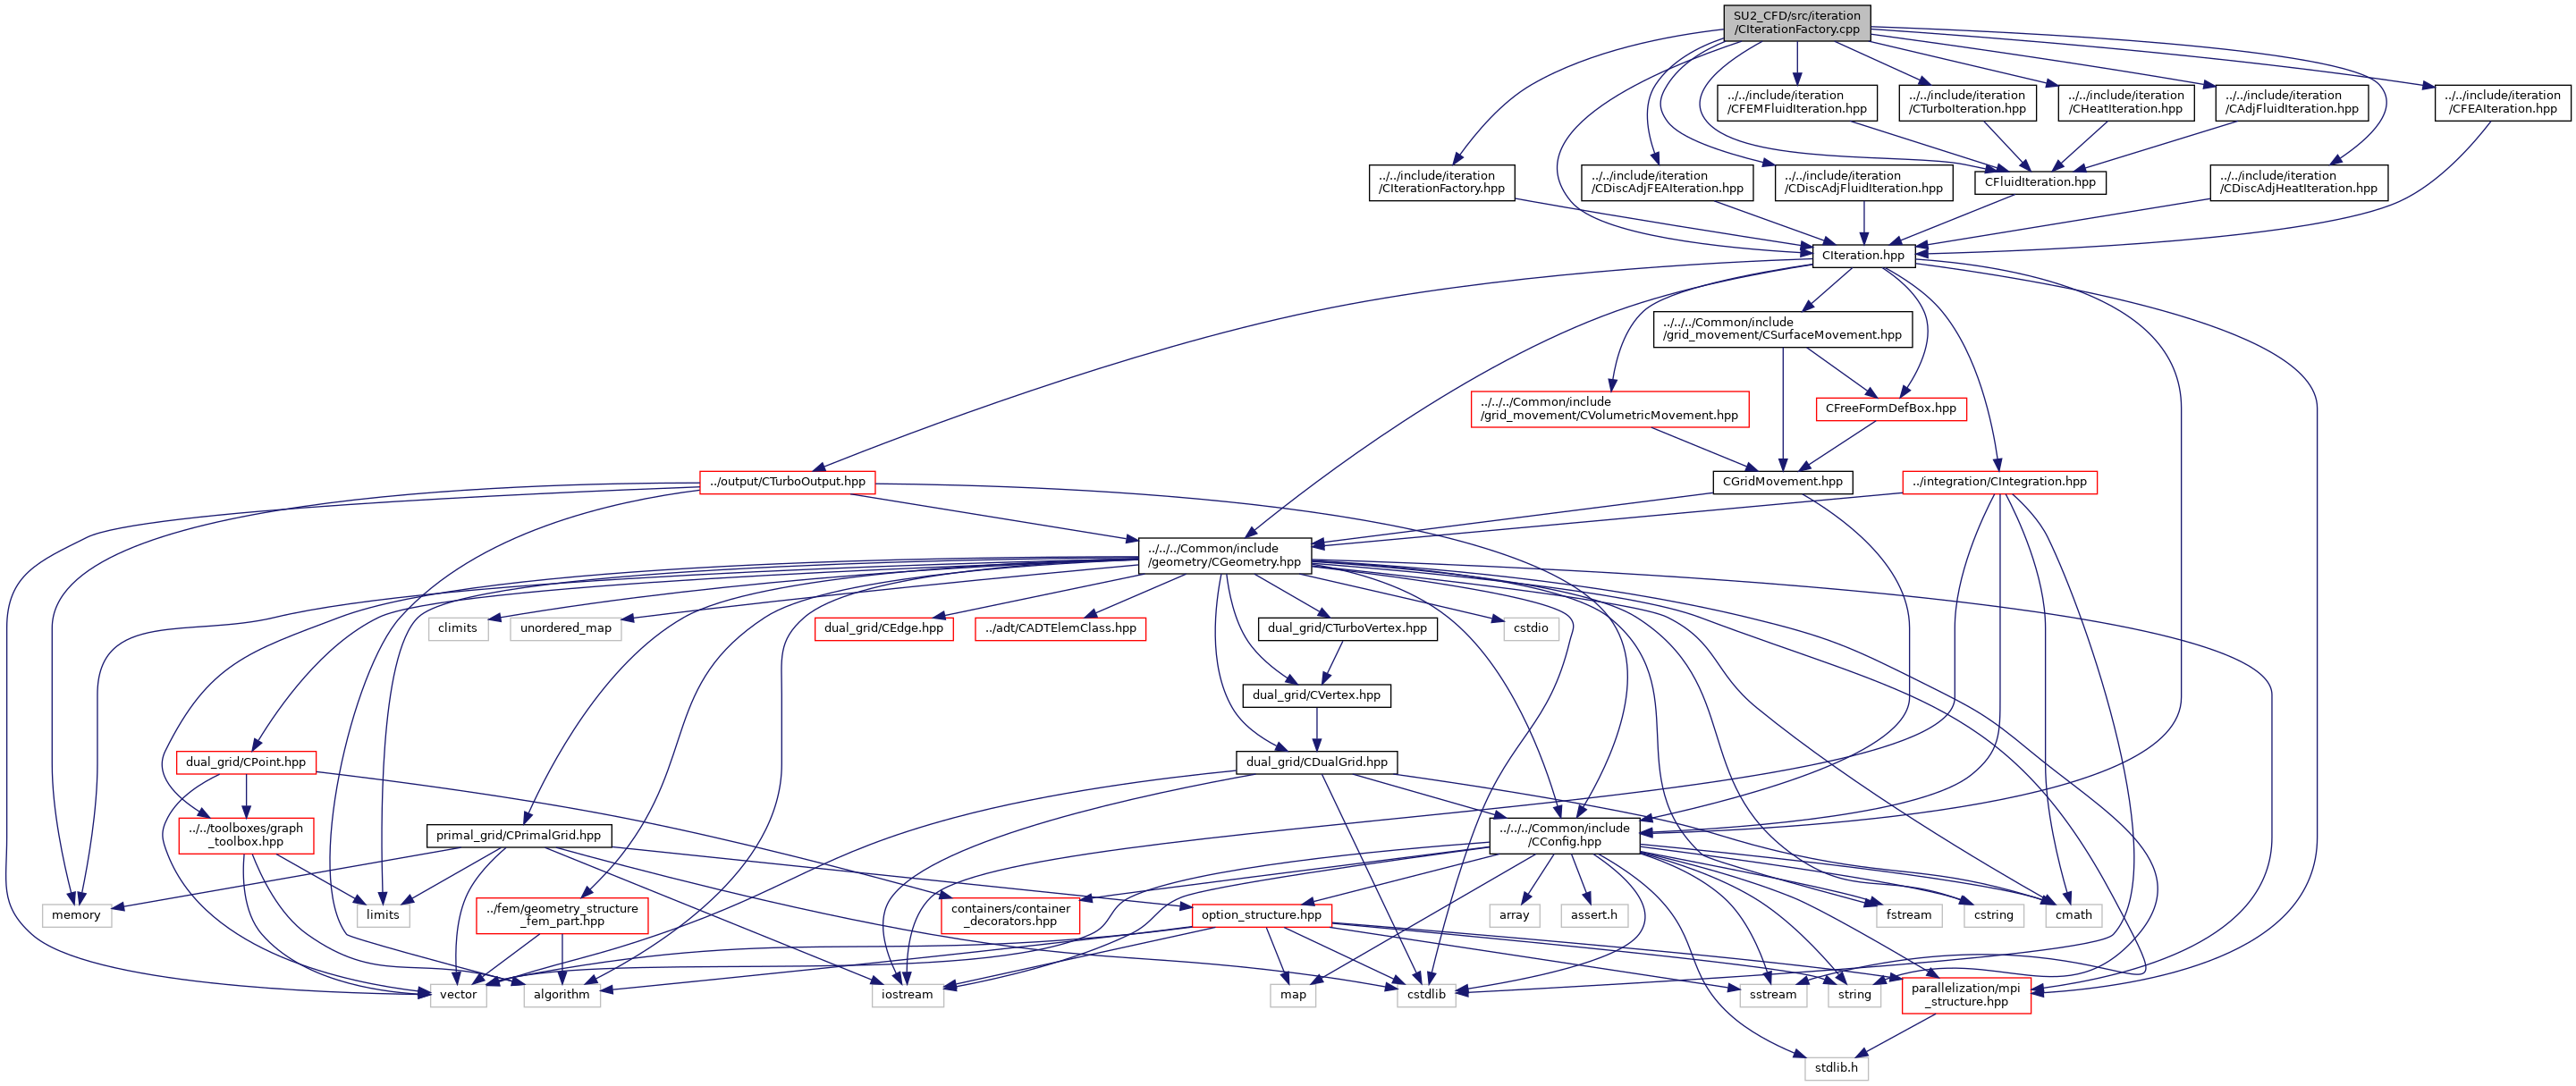 SU2_CFD/src/iteration
/CIterationFactory.cpp
../../include/iteration
/CFEMFluidIteration.hpp
../../include/iteration
/CTurboIteration.hpp
../../include/iteration
/CHeatIteration.hpp
../../include/iteration
/CAdjFluidIteration.hpp
../../include/iteration
/CFEAIteration.hpp
../../include/iteration
/CIterationFactory.hpp
../../include/iteration
/CDiscAdjFEAIteration.hpp
../../include/iteration
/CDiscAdjFluidIteration.hpp
CFluidIteration.hpp
../../include/iteration
/CDiscAdjHeatIteration.hpp
CIteration.hpp
../../../Common/include
/grid_movement/CSurfaceMovement.hpp
../../../Common/include
/grid_movement/CVolumetricMovement.hpp
CFreeFormDefBox.hpp
../output/CTurboOutput.hpp
CGridMovement.hpp
../integration/CIntegration.hpp
../../../Common/include
/geometry/CGeometry.hpp
climits
unordered_map
dual_grid/CEdge.hpp
../adt/CADTElemClass.hpp
dual_grid/CTurboVertex.hpp
cstdio
dual_grid/CVertex.hpp
dual_grid/CPoint.hpp
dual_grid/CDualGrid.hpp
../../toolboxes/graph
_toolbox.hpp
primal_grid/CPrimalGrid.hpp
../../../Common/include
/CConfig.hpp
memory
limits
../fem/geometry_structure
_fem_part.hpp
containers/container
_decorators.hpp
option_structure.hpp
array
assert.h
fstream
cstring
cmath
vector
algorithm
iostream
map
cstdlib
sstream
string
parallelization/mpi
_structure.hpp
stdlib.h